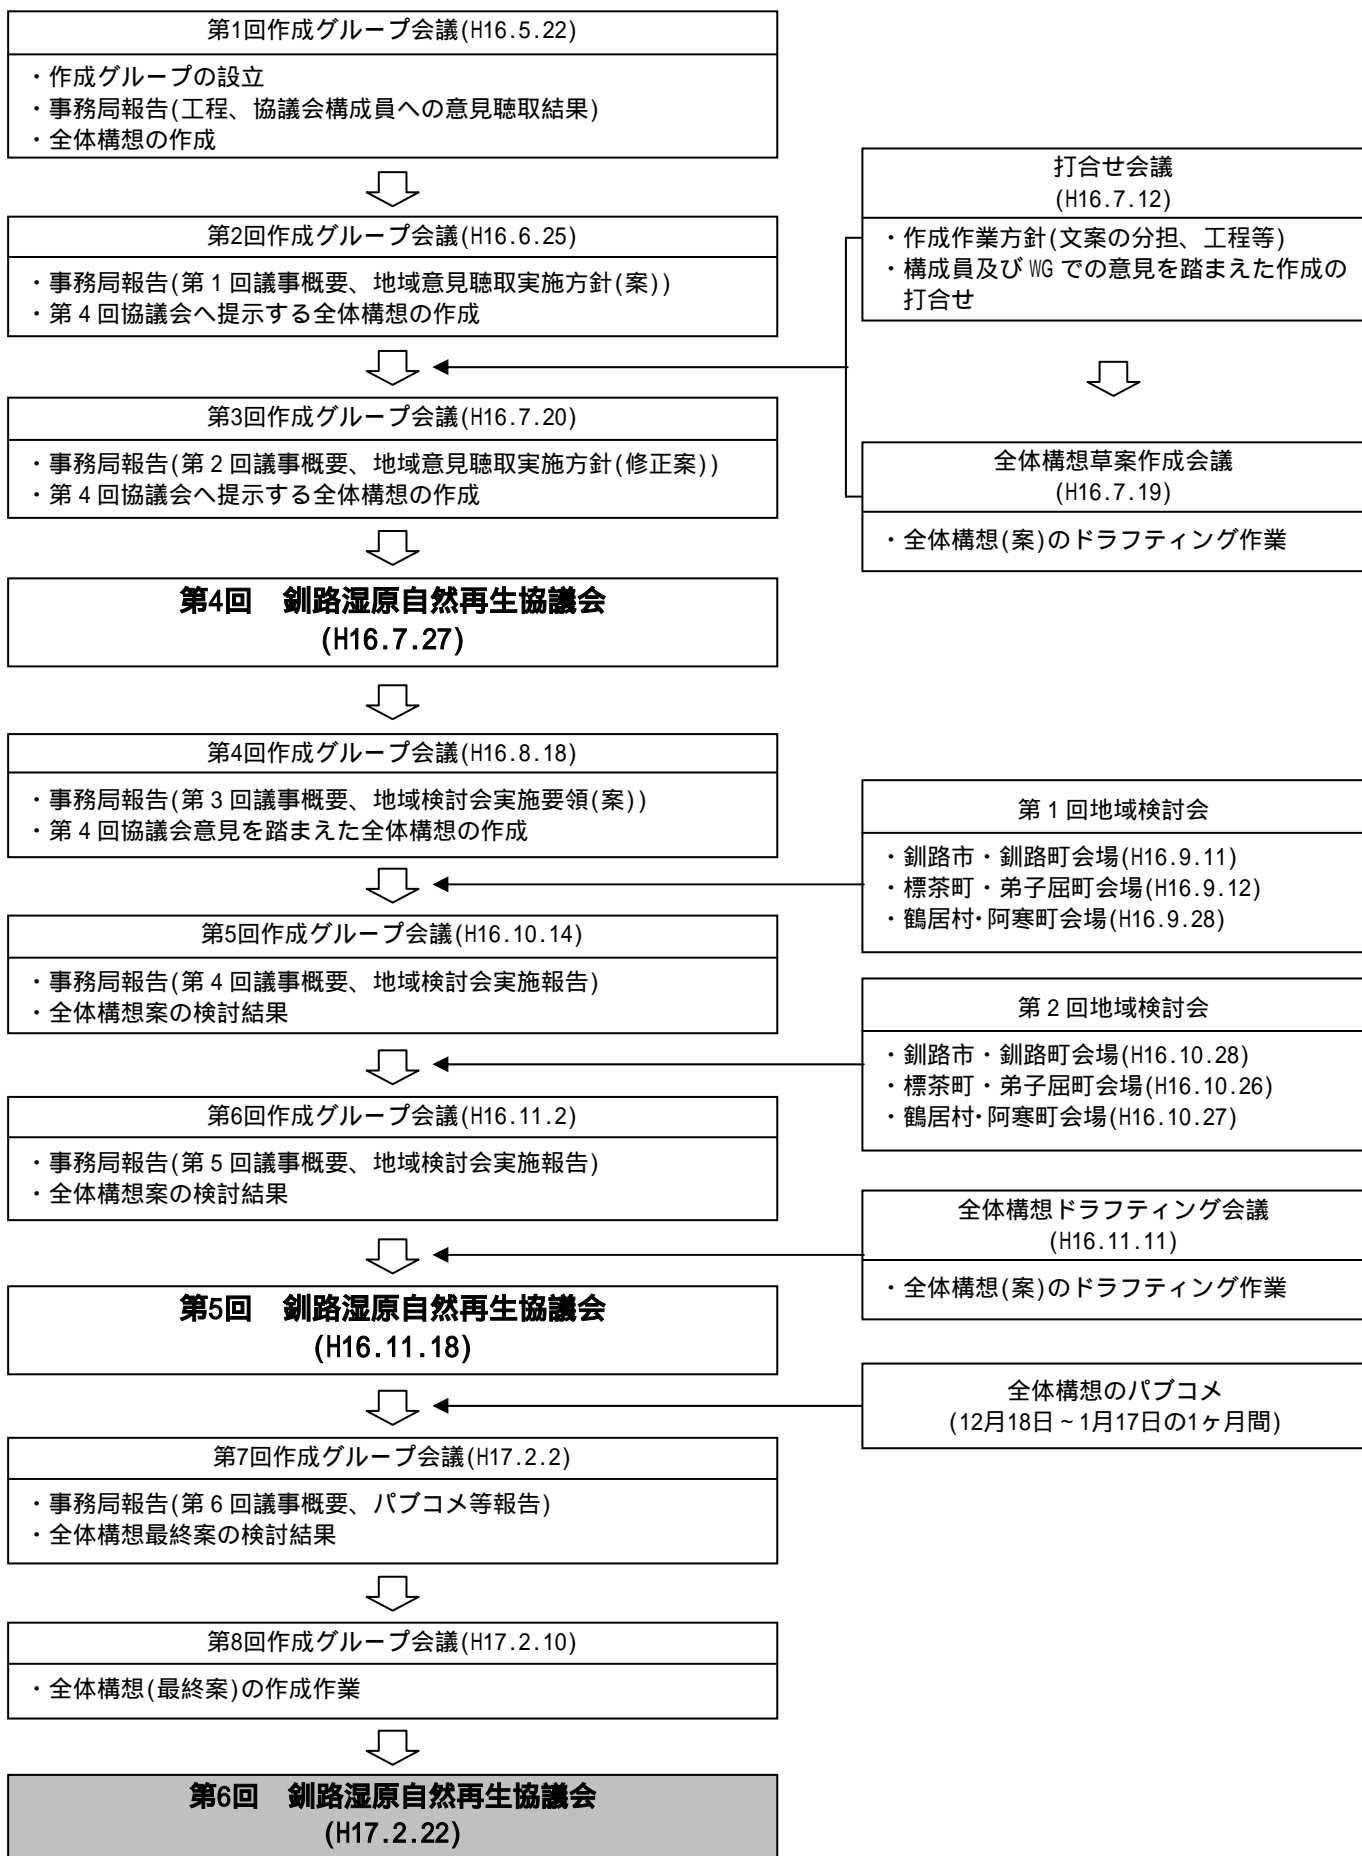 第1回作成グループ会議(H16.5.22)
・作成グループの設立
・事務局報告(工程、協議会構成員への意見聴取結果)
・全体構想の作成
第2回作成グループ会議(H16.6.25)
・事務局報告(第1回議事概要、地域意見聴取実施方針(案))
・第4回協議会へ提示する全体構想の作成
打合せ会議
(H16.7.12)
・作成作業方針(文案の分担、工程等)
・構成員及び WG での意見を踏まえた作成の
打合せ
全体構想草案作成会議
(H16.7.19)
・全体構想(案)のドラフティング作業
第3回作成グループ会議(H16.7.20)
・事務局報告(第2回議事概要、地域意見聴取実施方針(修正案))
・第4回協議会へ提示する全体構想の作成
第4回 釧路湿原自然再生協議会
(H16.7.27)
第4回作成グループ会議(H16.8.18)
・事務局報告(第3回議事概要、地域検討会実施要領(案))
・第4回協議会意見を踏まえた全体構想の作成
第1回地域検討会
・釧路市・釧路町会場(H16.9.11)
・標茶町・弟子屈町会場(H16.9.12)
・鶴居村・阿寒町会場(H16.9.28)
第5回作成グループ会議(H16.10.14)
・事務局報告(第4回議事概要、地域検討会実施報告)
・全体構想案の検討結果
第2回地域検討会
・釧路市・釧路町会場(H16.10.28)
・標茶町・弟子屈町会場(H16.10.26)
・鶴居村・阿寒町会場(H16.10.27)
第6回作成グループ会議(H16.11.2)
・事務局報告(第5回議事概要、地域検討会実施報告)
・全体構想案の検討結果
全体構想ドラフティング会議
(H16.11.11)
・全体構想(案)のドラフティング作業
第5回 釧路湿原自然再生協議会
(H16.11.18)
全体構想のパブコメ
(12月18日~1月17日の1ヶ月間)
第7回作成グループ会議(H17.2.2)
・事務局報告(第6回議事概要、パブコメ等報告)
・全体構想最終案の検討結果
第8回作成グループ会議(H17.2.10)
・全体構想(最終案)の作成作業
第6回 釧路湿原自然再生協議会
(H17.2.22)